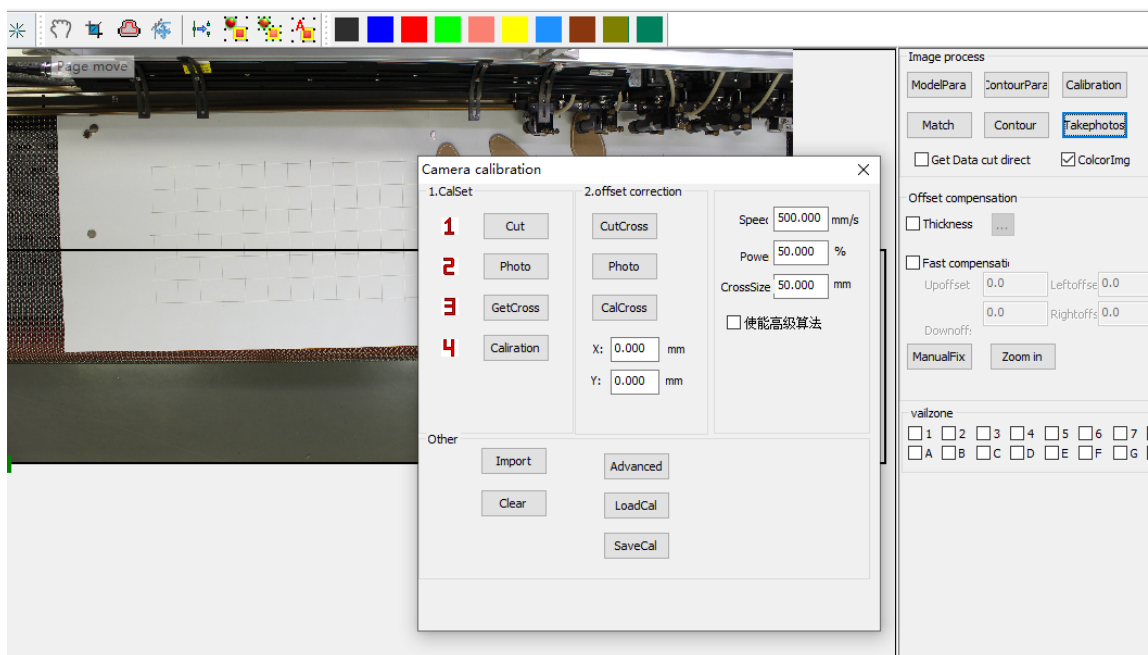 Page move
Image process
ModelPara
ContourPara
Calibration
Match
Contour
Takephotos
Get Data cut direct
ColcorImg
Offset compensation
Thickness
...
Fast compensati
Upoffset 0.0
Leftoffse 0.0
0.0
Rightoffs 0.0
Downoff:
ManualFix
Zoom in
vailzone
1 2 3 4 5 6 7
A B C D E F G
Camera calibration
1.CalSet
1 Cut
2 Photo
3 GetCross
4 Caliration
2.offset correction
CutCross
Photo
CalCross
X: 0.000 mm
Y: 0.000 mm
Speec 500.000 mm/s
Powe 50.000 %
CrossSize 50.000 mm
使能高级算法
Other
Import
Clear
Advanced
LoadCal
SaveCal